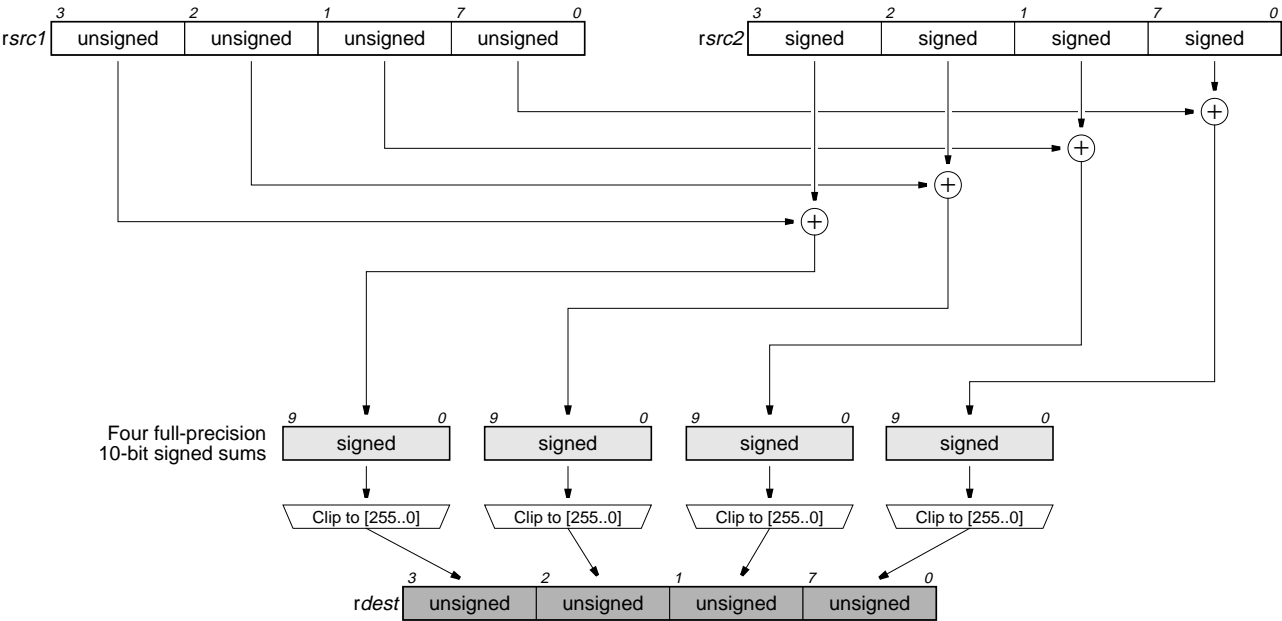 3 2 1 7 0 3 2 1 7 0
rsrc1 unsigned unsigned unsigned unsigned rsrc2 signed signed signed signed
+
+
+
+
9 0 9 0 9 0 9 0
Four full-precision
10-bit signed sums
signed signed signed signed
Clip to [255..0] Clip to [255..0] Clip to [255..0] Clip to [255..0]
3 2 1 7 0
rdest unsigned unsigned unsigned unsigned